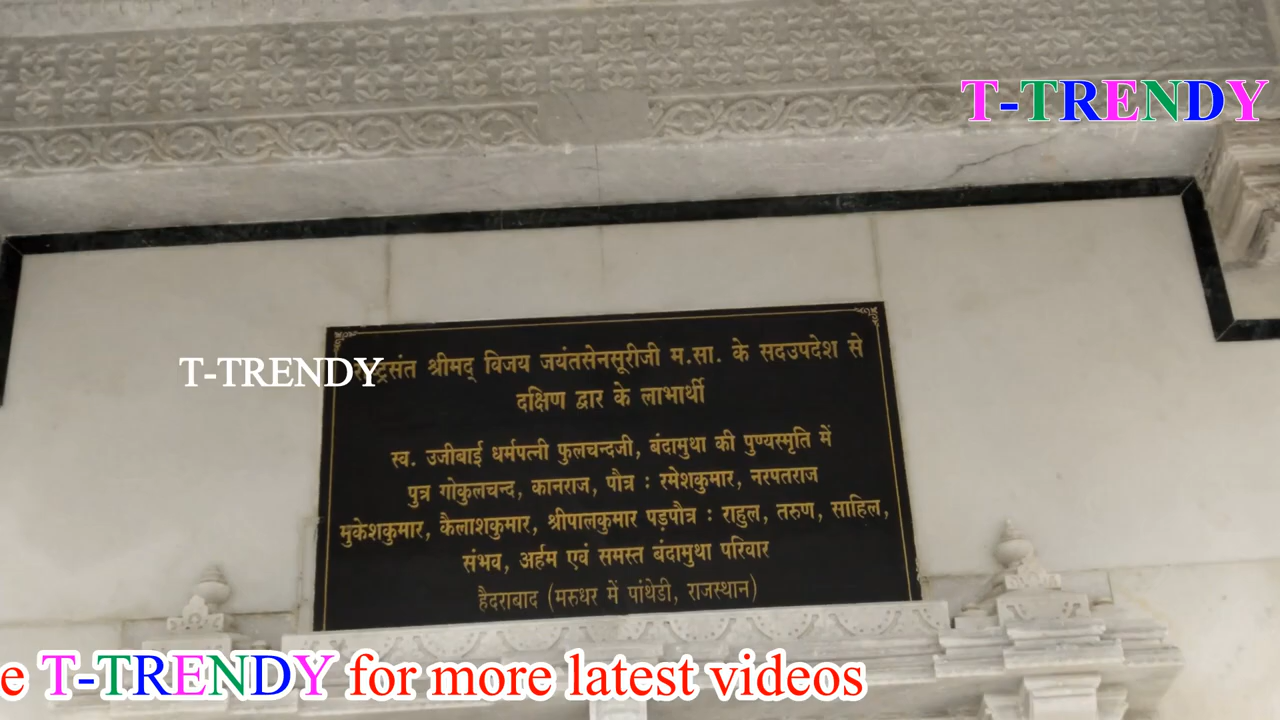 T-TRENDY
T-TRENDY
श्रीमद् विजय जयंतसेनसूरीजी म.सा. के सदउपदेश से
दक्षिण द्वार के लाभार्थी
स्व. उजीबाई धर्मपत्नी फुलचन्दजी, बंदामुथा की पुण्यस्मृति में
पुत्र गोकुलचन्द, कानराज, पौत्र : रमेशकुमार, नरपतराज
मुकेशकुमार, कैलाशकुमार, श्रीपालकुमार पड़पौत्र : राहुल, तरुण, साहिल,
संभव, अर्हम एवं समस्त बंदामुथा परिवार
हैदराबाद (मरुधर में पांथेडी, राजस्थान)
e T-TRENDY for more latest videos